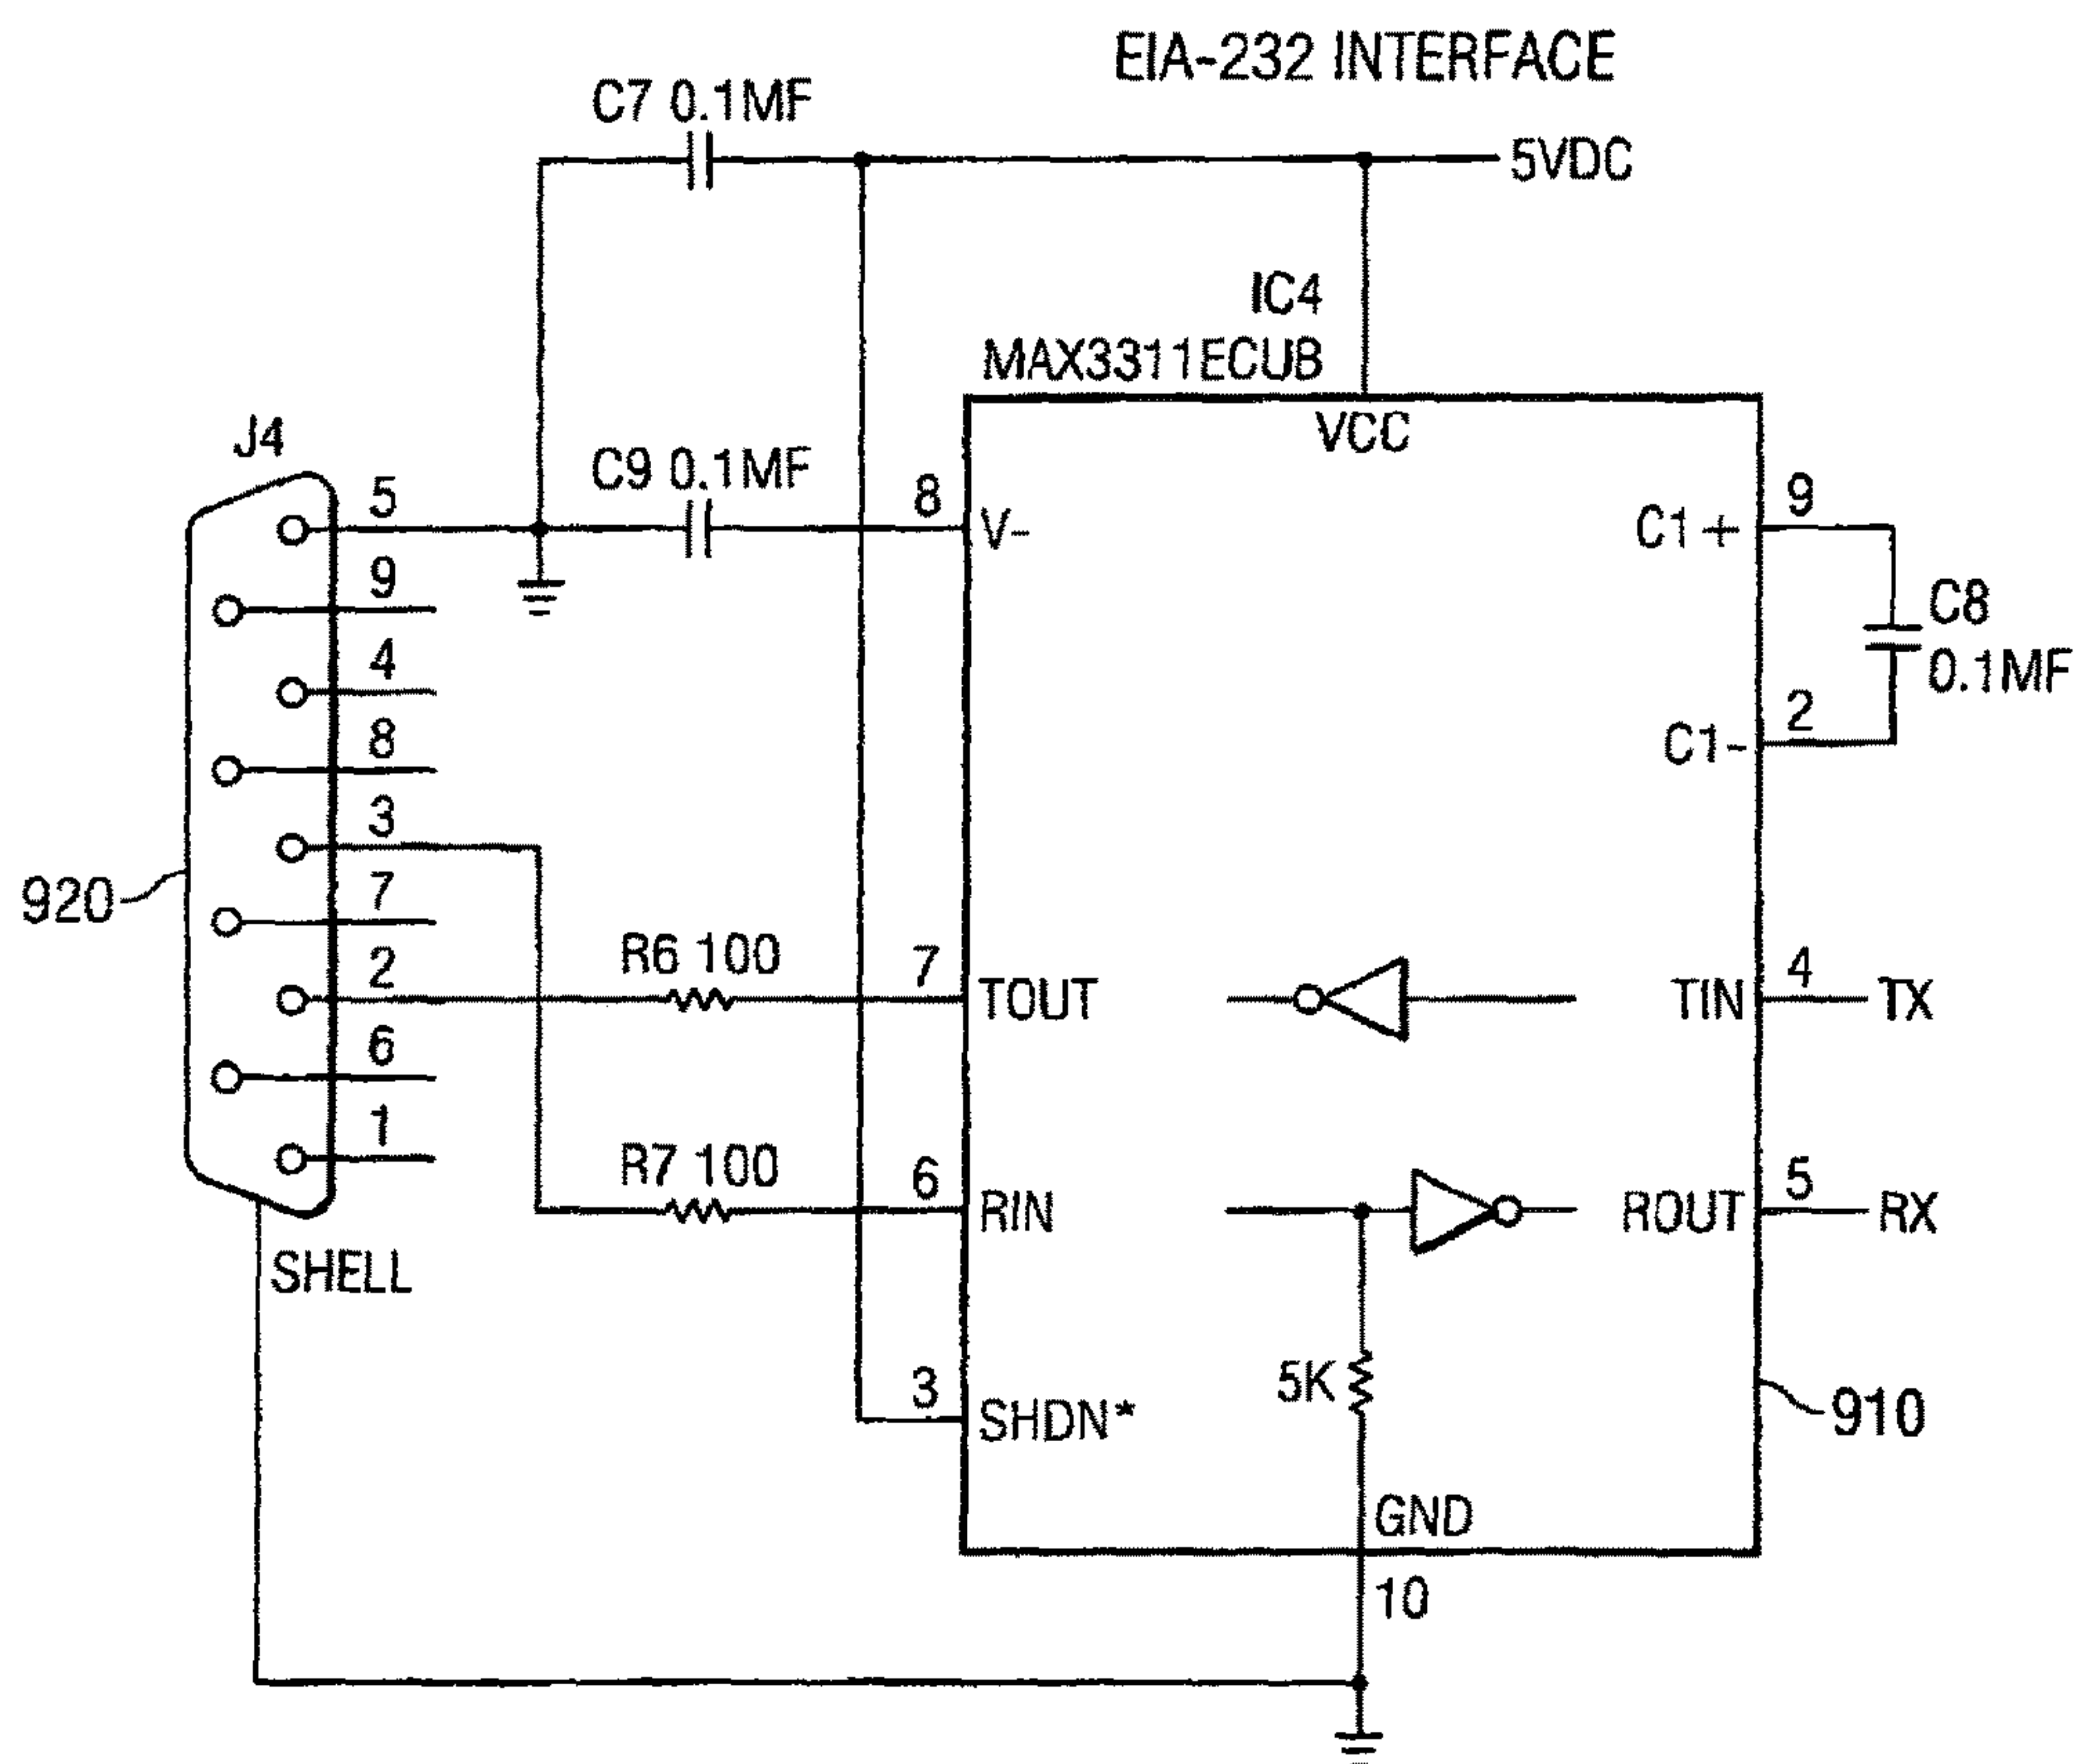 EIA-232 INTERFACE
C7 0.1MF
5VDC
IC4
MAX3311ECUB
VCC
J4
5
C9 0.1MF
8
V-
9
C1+
9
C8
0.1MF
4
2
C1-
8
3
920
7
R6 100
7
TOUT
2
TIN
4
TX
6
1
R7 100
6
RIN
ROUT
5
RX
SHELL
3
SHDN*
5K
910
GND
10